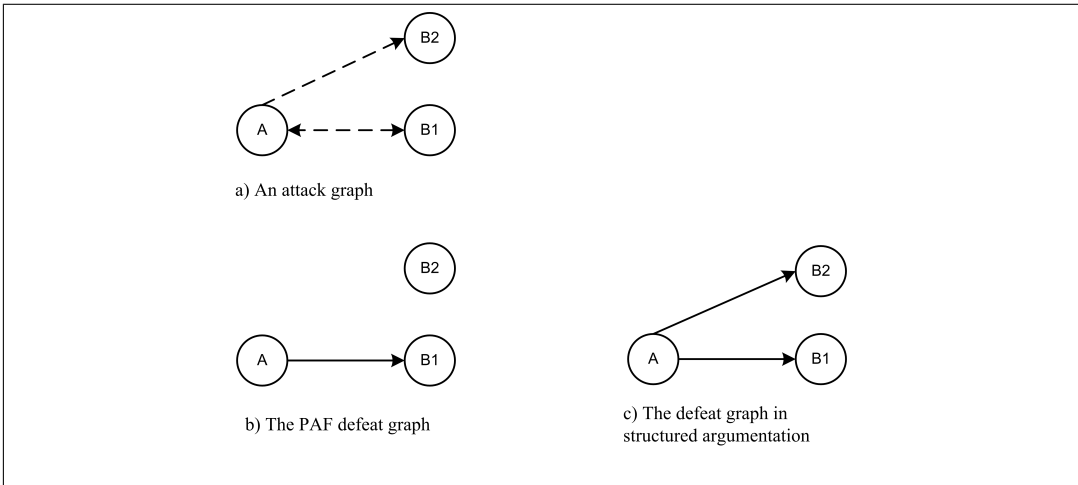 B2
A
B1
a) An attack graph
B2
A
B1
b) The PAF defeat graph
B2
A
B1
c) The defeat graph in
structured argumentation